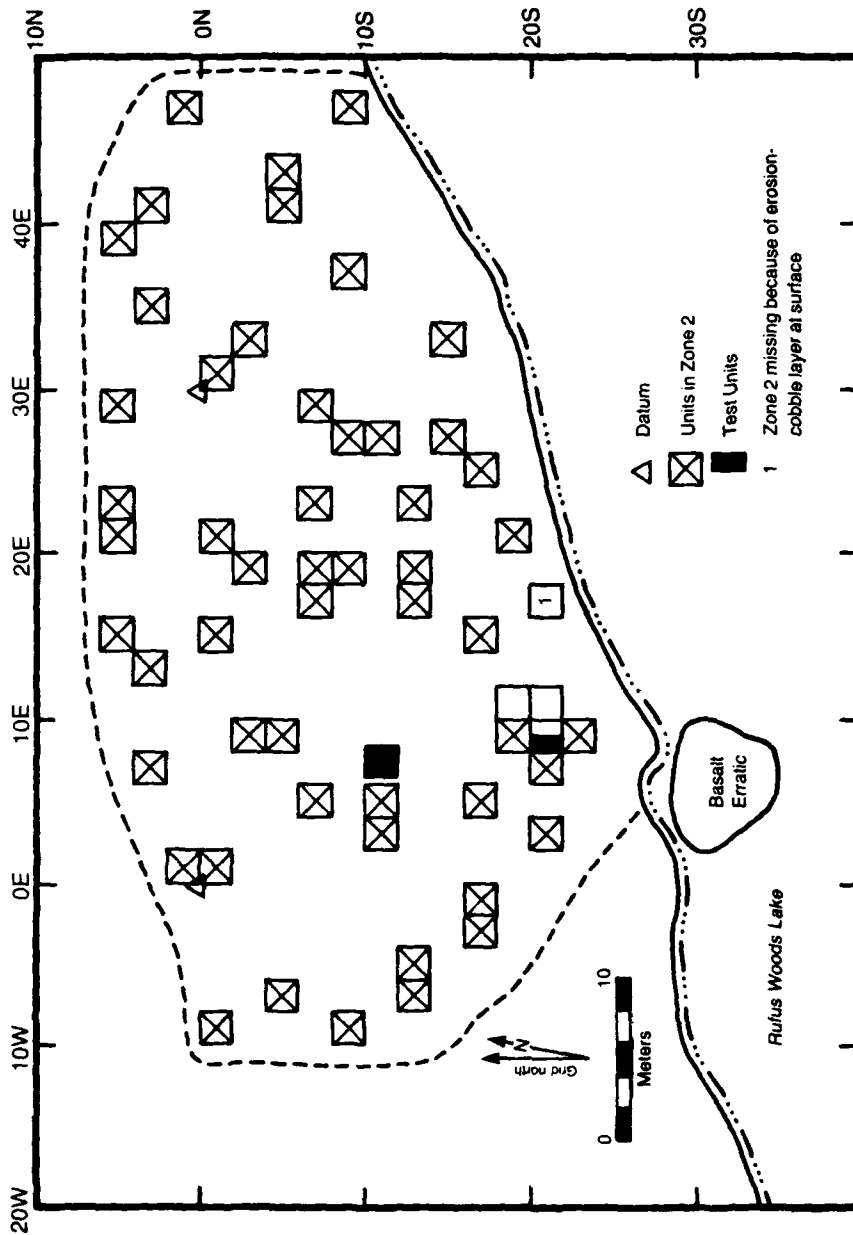 10N
0N
10S
20S
30S
20W
10W
0E
10E
20E
30E
40E
Datum
Units in Zone 2
Test Units
1 Zone 2 missing because of erosion-
cobble layer at surface
1
Basalt
Erratic
Rufus Woods Lake
N
Grid north
0 10
Meters